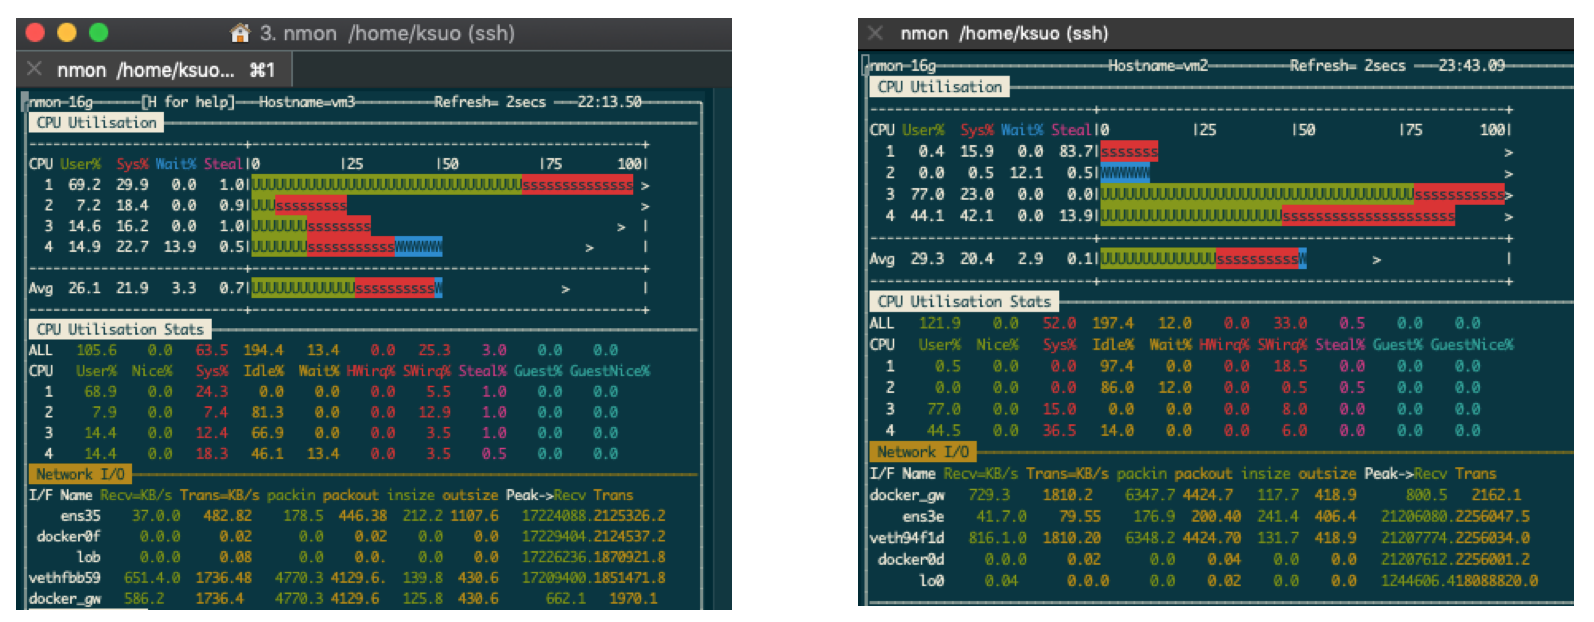 3. nmon /home/ksuo (ssh)
nmon /home/ksuo... ⌘1
nmon-16g [H for help] Hostname=vm3 Refresh= 2secs 22:13.50
CPU Utilisation
CPU User% Sys% Wait% Steal|0 |25 |50 |75 100|
1 69.2 29.9 0.0 1.0|UUUUUUUUUUUUUUUUUUUUUUUUUUUUUUUUUUssssssssssssss >
2 7.2 18.4 0.0 0.9|UUUsssssssss >
3 14.6 16.2 0.0 1.0|UUUUUUUssssssss > |
4 14.9 22.7 13.9 0.5|UUUUUUUsssssssssssWWWWWW > |
Avg 26.1 21.9 3.3 0.7|UUUUUUUUUUUUUssssssssssW > |
CPU Utilisation Stats
ALL 105.6 0.0 63.5 194.4 13.4 0.0 25.3 3.0 0.0 0.0
CPU User% Nice% Sys% Idle% Wait% HWirq% SWirq% Steal% Guest% GuestNice%
1 68.9 0.0 24.3 0.0 0.0 0.0 5.5 1.0 0.0 0.0
2 7.9 0.0 7.4 81.3 0.0 0.0 12.9 1.0 0.0 0.0
3 14.4 0.0 12.4 66.9 0.0 0.0 3.5 1.0 0.0 0.0
4 14.4 0.0 18.3 46.1 13.4 0.0 3.5 0.5 0.0 0.0
Network I/O
I/F Name Recv=KB/s Trans=KB/s packin packout insize outsize Peak->Recv Trans
ens35 37.0.0 482.82 178.5 446.38 212.2 1107.6 17224088.2125326.2
docker0f 0.0.0 0.02 0.0 0.02 0.0 0.0 17229404.2124537.2
lob 0.0.0 0.08 0.0 0.0. 0.0 0.0 17226236.1870921.8
vethfbb59 651.4.0 1736.48 4770.3 4129.6. 139.8 430.6 17209400.1851471.8
docker_gw 586.2 1736.4 4770.3 4129.6 125.8 430.6 662.1 1970.1
nmon /home/ksuo (ssh)
nmon-16g Hostname=vm2 Refresh= 2secs 23:43.09
CPU Utilisation
CPU User% Sys% Wait% Steal|0 |25 |50 |75 100|
1 0.4 15.9 0.0 83.7|sssssss >
2 0.0 0.5 12.1 0.5|WWWWWW >
3 77.0 23.0 0.0 0.0|UUUUUUUUUUUUUUUUUUUUUUUUUUUUUUUUUUUUUUsssssssssss>
4 44.1 42.1 0.0 13.9|UUUUUUUUUUUUUUUUUUUUUUsssssssssssssssssssss >
Avg 29.3 20.4 2.9 0.1|UUUUUUUUUUUUUUssssssssssW > |
CPU Utilisation Stats
ALL 121.9 0.0 52.0 197.4 12.0 0.0 33.0 0.5 0.0 0.0
CPU User% Nice% Sys% Idle% Wait% HWirq% SWirq% Steal% Guest% GuestNice%
1 0.5 0.0 0.0 97.4 0.0 0.0 18.5 0.0 0.0 0.0
2 0.0 0.0 0.0 86.0 12.0 0.0 0.5 0.5 0.0 0.0
3 77.0 0.0 15.0 0.0 0.0 0.0 8.0 0.0 0.0 0.0
4 44.5 0.0 36.5 14.0 0.0 0.0 6.0 0.0 0.0 0.0
Network I/O
I/F Name Recv=KB/s Trans=KB/s packin packout insize outsize Peak->Recv Trans
docker_gw 729.3 1810.2 6347.7 4424.7 117.7 418.9 800.5 2162.1
ens3e 41.7.0 79.55 176.9 200.40 241.4 406.4 21206080.2256047.5
veth94f1d 816.1.0 1810.20 6348.2 4424.70 131.7 418.9 21207774.2256034.0
docker0d 0.0.0 0.02 0.0 0.04 0.0 0.0 21207612.2256001.2
lo0 0.04 0.0.0 0.0 0.02 0.0 0.0 1244606.418088820.0